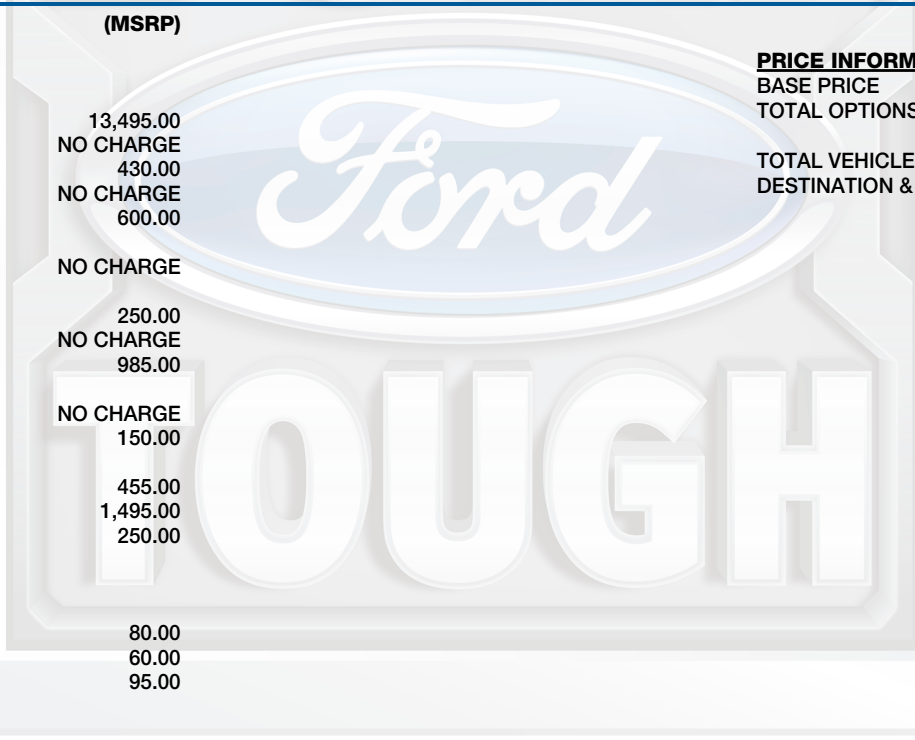 (MSRP)
13,495.00
NO CHARGE
430.00
NO CHARGE
600.00
NO CHARGE
250.00
NO CHARGE
985.00
NO CHARGE
150.00
455.00
1,495.00
250.00
80.00
60.00
95.00
PRICE INFORM
BASE PRICE
TOTAL OPTIONS
TOTAL VEHICLE
DESTINATION &
Ford
TOUGH